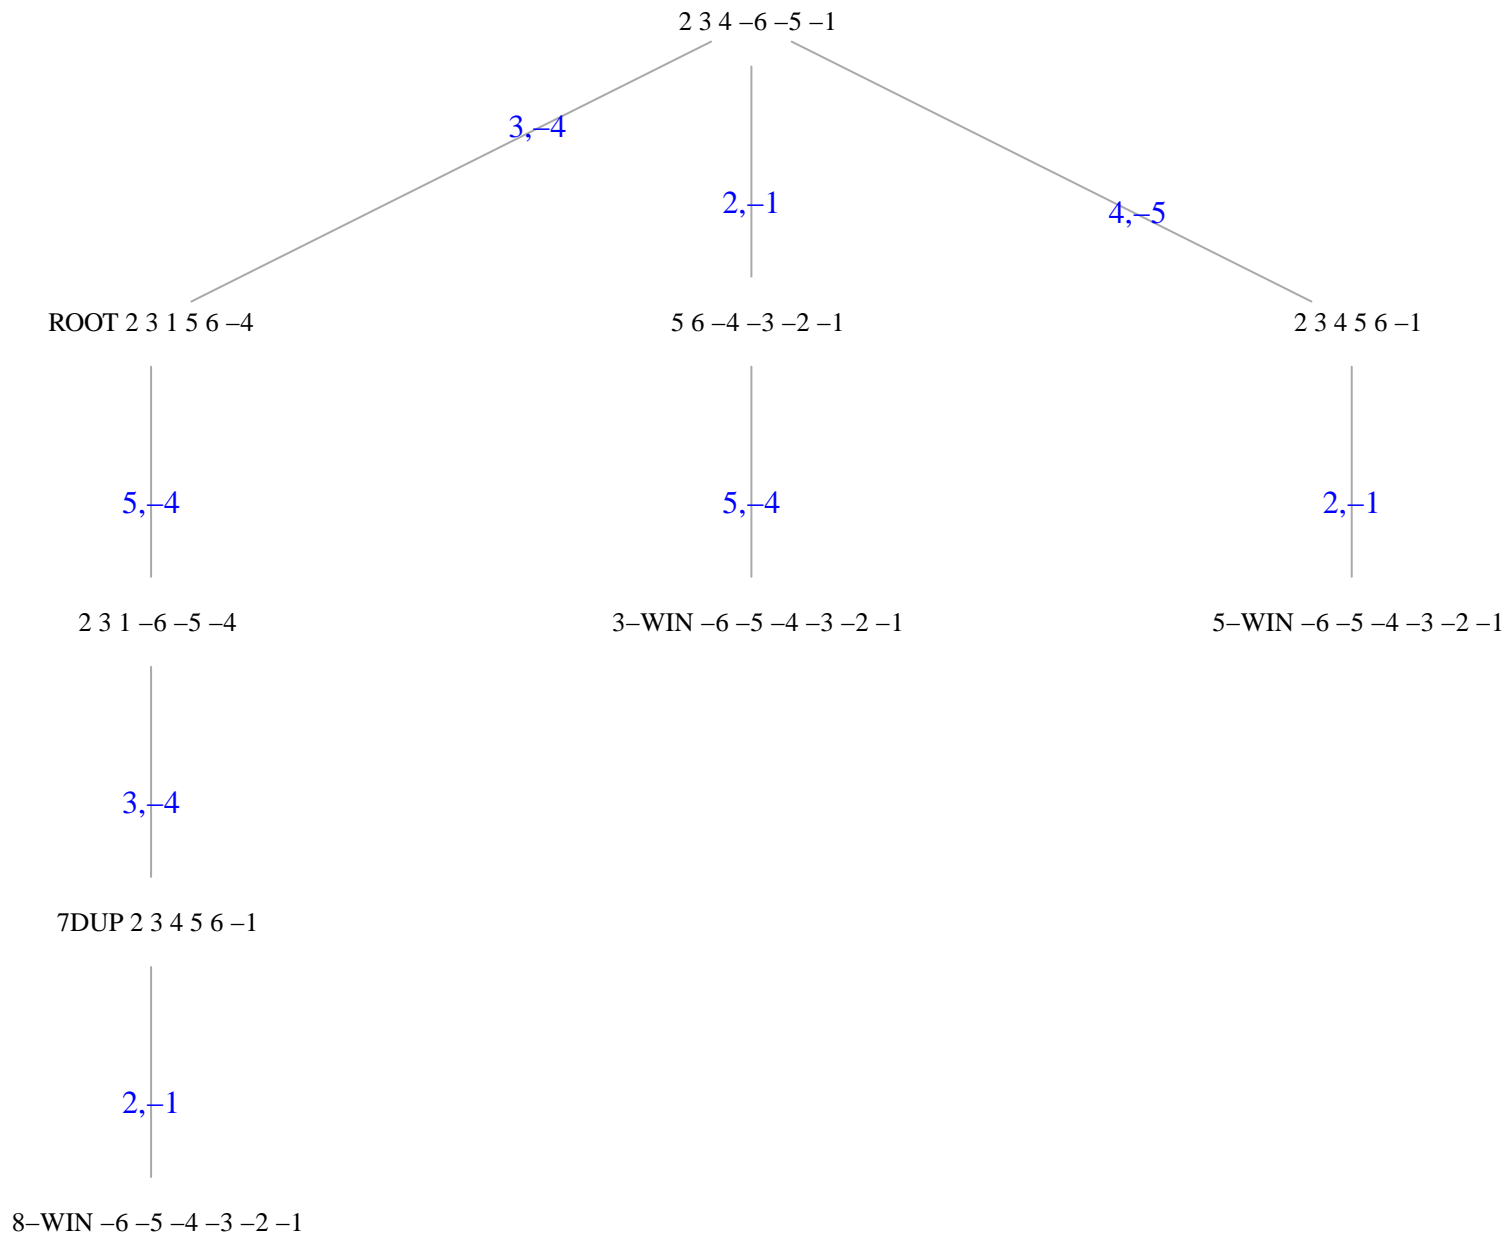 2 3 4 –6 –5 –1
3,–4
2,–1
4,–5
ROOT 2 3 1 5 6 –4
5 6 –4 –3 –2 –1
2 3 4 5 6 –1
5,–4
5,–4
2,–1
2 3 1 –6 –5 –4
3–WIN –6 –5 –4 –3 –2 –1
5–WIN –6 –5 –4 –3 –2 –1
3,–4
7DUP 2 3 4 5 6 –1
2,–1
8–WIN –6 –5 –4 –3 –2 –1